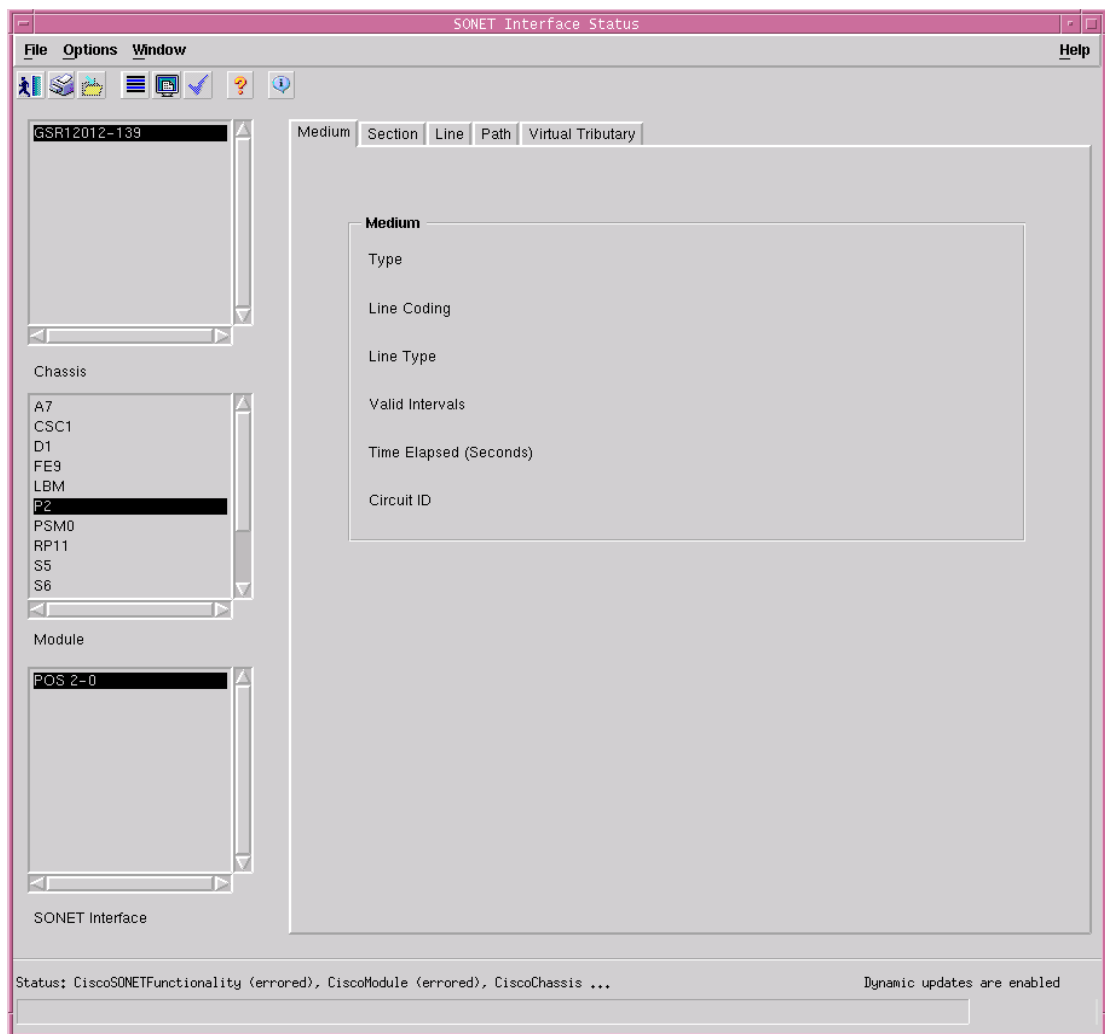 SONET Interface Status
File Options Window Help
GSR12012-139
Chassis
A7
CSC1
D1
FE9
LBM
P2
PSM0
RP11
S5
S6
Module
POS 2-0
SONET Interface
Medium Section Line Path Virtual Tributary
Medium
Type
Line Coding
Line Type
Valid Intervals
Time Elapsed (Seconds)
Circuit ID
Status: CiscoSONETFunctionality (errored), CiscoModule (errored), CiscoChassis ... Dynamic updates are enabled